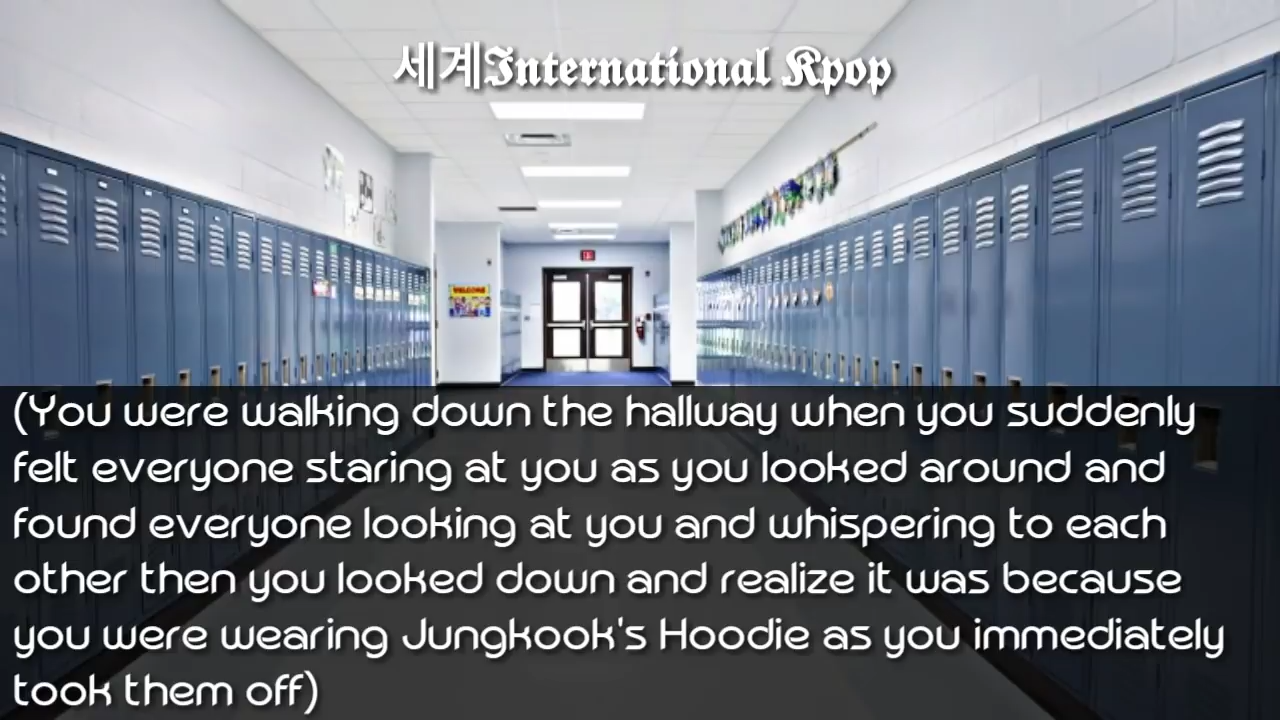 세계International Kpop
WELCOME
(You were walking down the hallway when you suddenly
felt everyone staring at you as you looked around and
found everyone looking at you and whispering to each
other then you looked down and realize it was because
you were wearing Jungkook's Hoodie as you immediately
took them off)